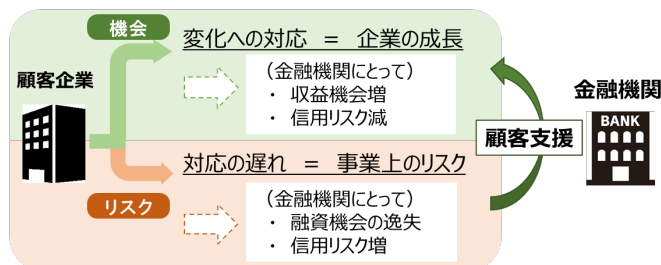 機会
変化への対応 = 企業の成長
顧客企業
（金融機関にとって）
・ 収益機会増
・ 信用リスク減
金融機関
BANK
顧客支援
対応の遅れ = 事業上のリスク
リスク
（金融機関にとって）
・ 融資機会の逸失
・ 信用リスク増